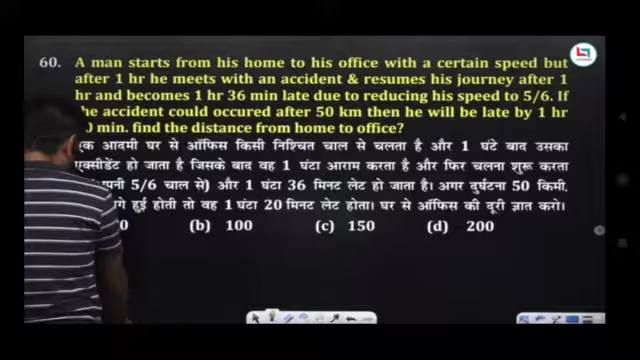 60. A man starts from his home to his office with a certain speed but
after 1 hr he meets with an accident & resumes his journey after 1
hr and becomes 1 hr 36 min late due to reducing his speed to 5/6. If
accident could occured after 50 km then he will be late by 1 hr
min. find the distance from home to office?
आदमी घर से ऑफिस किसी निश्चित चाल से चलता है और 1 घंटे बाद उसका
एक्सीडेंट हो जाता है जिसके बाद वह 1 घंटा आराम करता है और फिर चलना शुरू करता
5/6 चाल से) और 1 घंटा 36 मिनट लेट हो जाता है। अगर दुर्घटना 50 किमी.
हुई होती तो वह 1 घंटा 20 मिनट लेट होता। घर से ऑफिस की दूरी ज्ञात करो।
(b) 100 (c) 150 (d) 200